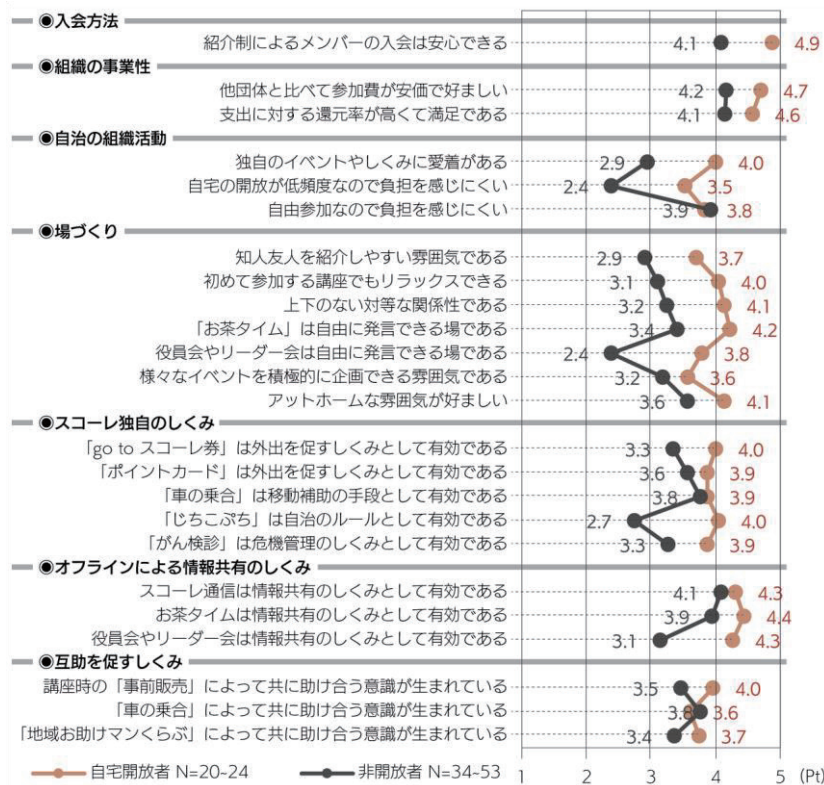 ◉入会方法
紹介制によるメンバーの入会は安心できる 4.1 4.9
◉組織の事業性
他団体と比べて参加費が安価で好ましい 4.2 4.7
支出に対する還元率が高くて満足である 4.1 4.6
◉自治の組織活動
独自のイベントやしくみに愛着がある 2.9 4.0
自宅の開放が低頻度なので負担を感じにくい 2.4 3.5
自由参加なので負担を感じにくい 3.9 3.8
◉場づくり
知人友人を紹介しやすい雰囲気である 2.9 3.7
初めて参加する講座でもリラックスできる 3.1 4.0
上下のない対等な関係性である 3.2 4.1
「お茶タイム」は自由に発言できる場である 3.4 4.2
役員会やリーダー会は自由に発言できる場である 2.4 3.8
様々なイベントを積極的に企画できる雰囲気である 3.2 3.6
アットホームな雰囲気が好ましい 3.6 4.1
◉スコーレ独自のしくみ
「go to スコーレ券」は外出を促すしくみとして有効である 3.3 4.0
「ポイントカード」は外出を促すしくみとして有効である 3.6 3.9
「車の乗合」は移動補助の手段として有効である 3.8 3.9
「じちこぷち」は自治のルールとして有効である 2.7 4.0
「がん検診」は危機管理のしくみとして有効である 3.3 3.9
◉オフラインによる情報共有のしくみ
スコーレ通信は情報共有のしくみとして有効である 4.1 4.3
お茶タイムは情報共有のしくみとして有効である 3.9 4.4
役員会やリーダー会は情報共有のしくみとして有効である 3.1 4.3
◉互助を促すしくみ
講座時の「事前販売」によって共に助け合う意識が生まれている 3.5 4.0
「車の乗合」によって共に助け合う意識が生まれている 3.8 3.6
「地域お助けマンくらぶ」によって共に助け合う意識が生まれている 3.4 3.7
自宅開放者 N=20~24 非開放者 N=34~53 1 2 3 4 5 (Pt)